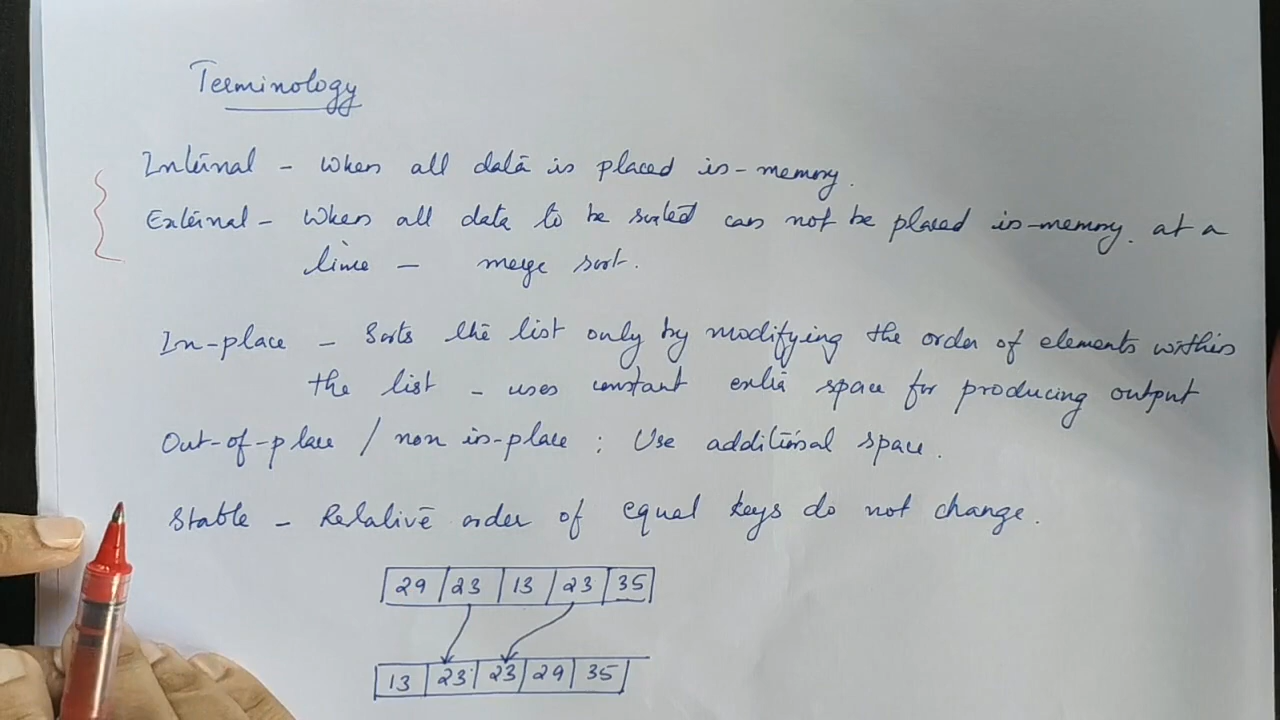 Terminology
Internal - When all data is placed in-memory.
External - When all data to be sorted can not be placed in-memory. at a
time - merge sort.
In-place - Sorts the list only by modifying the order of elements within
the list - uses constant extra space for producing output
Out-of-place / non in-place : Use additional space.
Stable - Relative order of equal keys do not change.
29 23 13 23 35
13 23 23 29 35